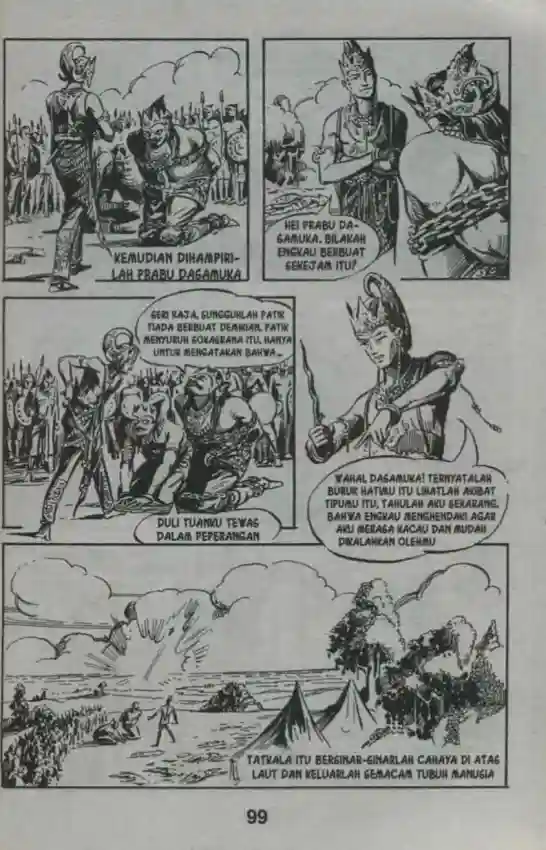 KEMUDIAN DIHAMPIRI-
LAH PRABU DASAMUKA
HEI PRABU DA-
SAMUKA. BILAKAH
ENGKAU BERBUAT
SEKEJAM ITU?
SERI RAJA, SUNGGUHLAH PATIK
TIADA BERBUAT DEMIKIAN. PATIK
MENYURUH SOKASRANA ITU, HANYA
UNTUK MENGATAKAN BAHWA...
DULI TUANKU TEWAS
DALAM PEPERANGAN
WAHAI, DASAMUKA! TERNYATALAH
BURUK HATIMU ITU LIHATLAH AKIBAT
TIPUMU ITU, TAHULAH AKU SEKARANG,
BAHWA ENGKAU MENGHENDAKI AGAR
AKU MERASA KACAU DAN MUDAH
DIKALAHKAN OLEHMU
TATKALA ITU BERSINAR-SINARLAH CAHAYA DI ATAS
LAUT DAN KELUARLAH SEMACAM TUBUH MANUSIA
99